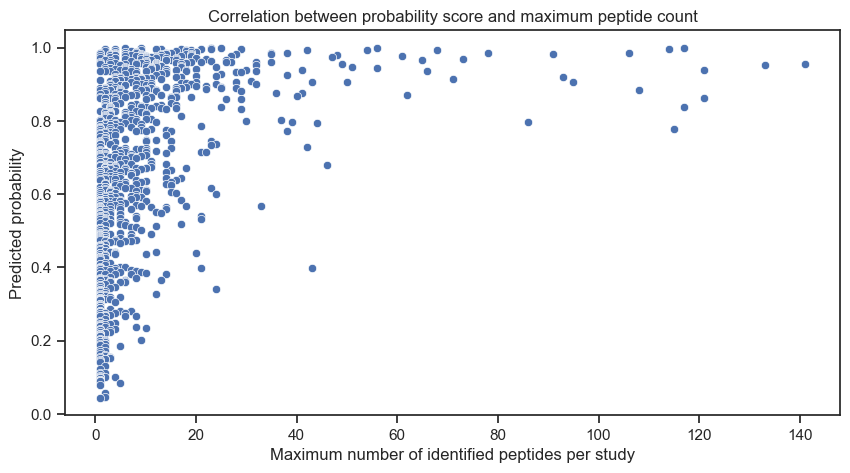 Correlation between probability score and maximum peptide count
1.0
0.8
0.6
0.4
0.2
0.0
Predicted probability
0 20 40 60 80 100 120 140
Maximum number of identified peptides per study